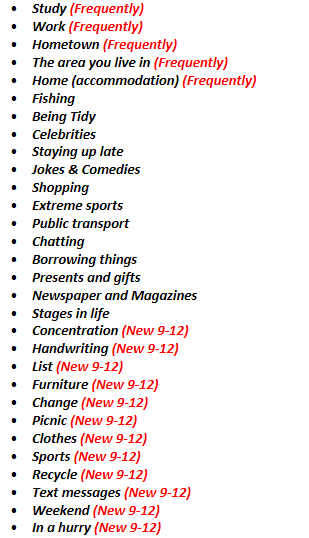 • Study (Frequently)
• Work (Frequently)
• Hometown (Frequently)
• The area you live in (Frequently)
• Home (accommodation) (Frequently)
• Fishing
• Being Tidy
• Celebrities
• Staying up late
• Jokes & Comedies
• Shopping
• Extreme sports
• Public transport
• Chatting
• Borrowing things
• Presents and gifts
• Newspaper and Magazines
• Stages in life
• Concentration (New 9-12)
• Handwriting (New 9-12)
• List (New 9-12)
• Furniture (New 9-12)
• Change (New 9-12)
• Picnic (New 9-12)
• Clothes (New 9-12)
• Sports (New 9-12)
• Recycle (New 9-12)
• Text messages (New 9-12)
• Weekend (New 9-12)
• In a hurry (New 9-12)